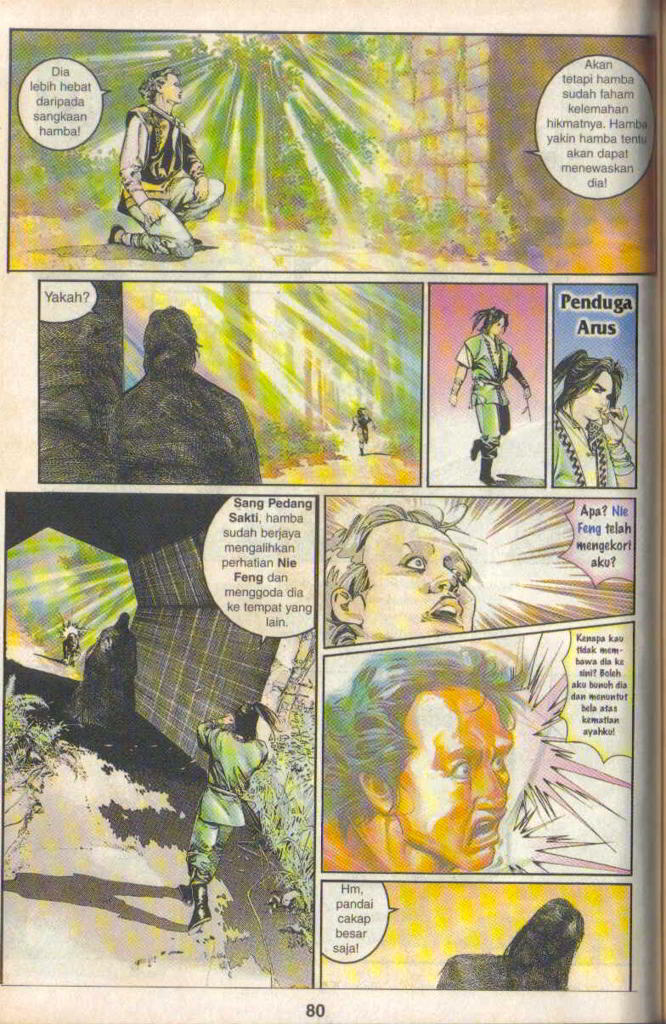 Dia
lebih hebat
daripada
sangkaan
hamba!
Akan
tetapi hamba
sudah faham
kelemahan
hikmatnya. Hamba
yakin hamba tentu
akan dapat
menewaskan
dia!
Yakah?
Penduga
Arus
Sang Pedang
Sakti, hamba
sudah berjaya
mengalihkan
perhatian Nie
Feng dan
menggoda dia
ke tempat yang
lain.
Apa? Nie
Feng telah
mengekori
aku?
Kenapa kau
tidak mem-
bawa dia ke
sini? Boleh
aku bunuh dia
dan menuntut
bela atas
kematian
ayahku!
Hm,
pandai
cakap
besar
saja!
80